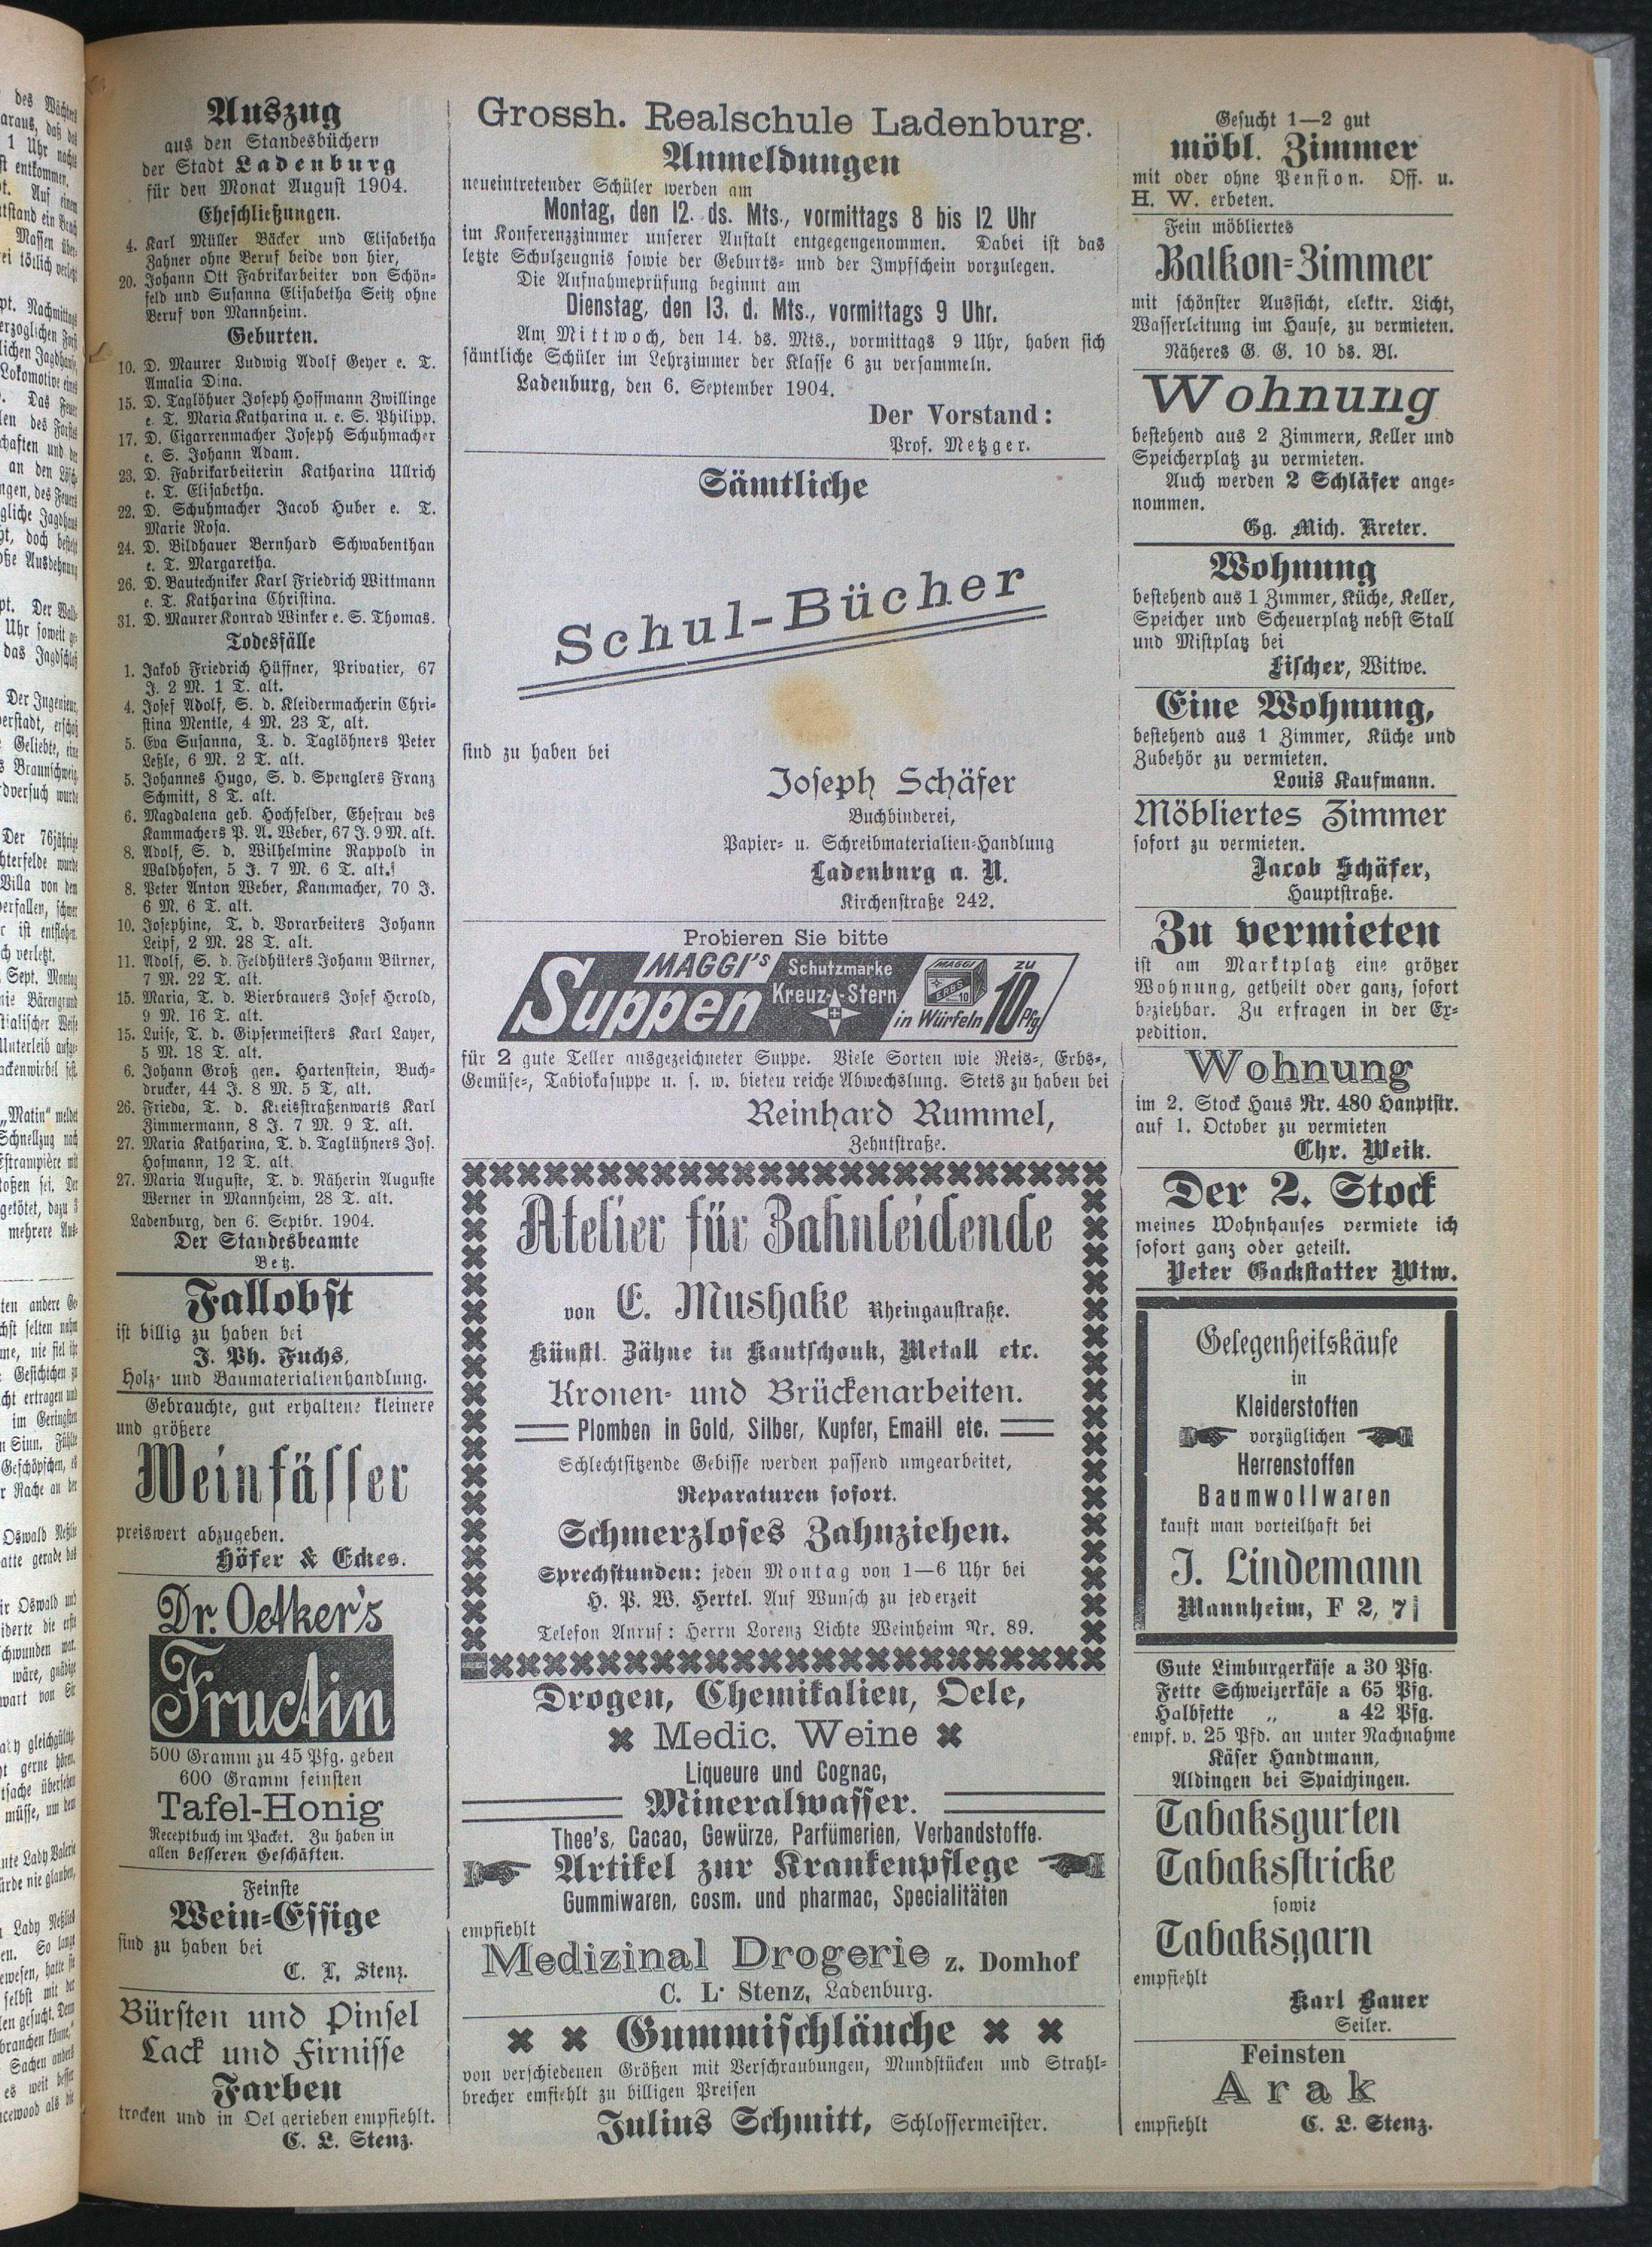 Auszug
aus den Standesbüchern
der Stadt Ladenburg
für den Monat August 1904.
Eheschließungen.
4. Karl Müller Bäcker und Elisabetha
Zahner ohne Beruf beide von hier,
20. Johann Ott Fabrikarbeiter von Schön-
feld und Susanna Elisabetha Seitz ohne
Beruf von Mannheim.
Geburten.
10. D. Maurer Ludwig Adolf Geyer e. T.
Amalia Dina.
15. D. Taglöhner Joseph Hoffmann Zwillinge
e. T. Maria Katharina u. e. S. Philipp.
17. D. Cigarrenmacher Joseph Schuhmacher
e. S. Johann Adam.
23. D. Fabrikarbeiterin Katharina Ullrich
e. T. Elisabetha.
22. D. Schuhmacher Jacob Huber e. T.
Marie Rosa.
24. D. Bildhauer Bernhard Schwabenthan
e. T. Margaretha.
26. D. Bautechniker Karl Friedrich Wittmann
e. T. Katharina Christina.
31. D. Maurer Konrad Winker e. S. Thomas.
Todesfälle
1. Jakob Friedrich Hüffner, Privatier, 67
J. 2 M. 1 T. alt.
4. Josef Adolf, S. d. Kleidermacherin Chri-
stina Mentle, 4 M. 23 T, alt.
5. Eva Susanna, T. d. Taglöhners Peter
Leßle, 6 M. 2 T. alt.
5. Johannes Hugo, S. d. Spenglers Franz
Schmitt, 8 T. alt.
6. Magdalena geb. Hochfelder, Ehefrau des
Kammachers P. A. Weber, 67 J. 9 M. alt.
8. Adolf, S. d. Wilhelmine Rappold in
Waldhofen, 5 J. 7 M. 6 T. alt.
8. Peter Anton Weber, Kammacher, 70 J.
6 M. 6 T. alt.
10. Josephine, T. d. Vorarbeiters Johann
Leipf, 2 M. 28 T. alt.
11. Adolf, S. d. Feldhüters Johann Bürner,
7 M. 22 T. alt.
15. Maria, T. d. Bierbrauers Josef Herold,
9 M. 16 T. alt.
15. Luise, T. d. Gipsermeisters Karl Layer,
5 M. 18 T. alt.
6. Johann Groß gen. Hartenstein, Buch-
drucker, 44 J. 8 M. 5 T, alt.
26. Frieda, T. d. Kreisstraßenwarts Karl
Zimmermann, 8 J. 7 M. 9 T. alt.
27. Maria Katharina, T. d. Taglühners Jos.
Hofmann, 12 T. alt.
27. Maria Auguste, T. d. Näherin Auguste
Werner in Mannheim, 28 T. alt.
Ladenburg, den 6. Septbr. 1904.
Der Standesbeamte
Betz.
Fallobst
ist billig zu haben bei
J. Ph. Fuchs,
Holz- und Baumaterialienhandlung.
Gebrauchte, gut erhaltene kleinere
und größere
Weinfässer
preiswert abzugeben.
Höfer & Eckes.
Dr. Oetker's
Fructin
500 Gramm zu 45 Pfg. geben
600 Gramm feinsten
Tafel-Honig
Receptbuch im Packet. Zu haben in
allen besseren Geschäften.
Feinste
Wein-Essige
sind zu haben bei
C. L. Stenz.
Bürsten und Pinsel
Lack und Firnisse
Farben
trocken und in Oel gerieben empfiehlt.
C. L. Stenz.
Grossh. Realschule Ladenburg.
Anmeldungen
neueintretender Schüler werden am
Montag, den 12. ds. Mts., vormittags 8 bis 12 Uhr
im Konferenzzimmer unserer Anstalt entgegengenommen. Dabei ist das
letzte Schulzeugnis sowie der Geburts- und der Impfschein vorzulegen.
Die Aufnahmeprüfung beginnt am
Dienstag, den 13. d. Mts., vormittags 9 Uhr.
Am Mittwoch, den 14. ds. Mts., vormittags 9 Uhr, haben sich
sämtliche Schüler im Lehrzimmer der Klasse 6 zu versammeln.
Ladenburg, den 6. September 1904.
Der Vorstand:
Prof. Metzger.
Sämtliche
Schul-Bücher
sind zu haben bei
Joseph Schäfer
Buchbinderei,
Papier- u. Schreibmaterialien-Handlung
Ladenburg a. N.
Kirchenstraße 242.
Probieren Sie bitte
MAGGI's Suppen Schutzmarke Kreuz-Stern MAGGI ERBS 10 in Würfeln zu 10 Pfg
für 2 gute Teller ausgezeichneter Suppe. Viele Sorten wie Reis-, Erbs-,
Gemüse-, Tabiokasuppe u. s. w. bieten reiche Abwechslung. Stets zu haben bei
Reinhard Rummel,
Zehntstraße.
Atelier für Zahnleidende
von E. Mushake Rheingaustraße.
Künstl. Zähne in Kautschouk, Metall etc.
Kronen- und Brückenarbeiten.
Plomben in Gold, Silber, Kupfer, Emaill etc.
Schlechtsitzende Gebisse werden passend umgearbeitet,
Reparaturen sofort.
Schmerzloses Zahnziehen.
Sprechstunden: jeden Montag von 1—6 Uhr bei
H. P. W. Hertel. Auf Wunsch zu jederzeit
Telefon Anruf: Herrn Lorenz Lichte Weinheim Nr. 89.
Drogen, Chemikalien, Oele,
Medic. Weine
Liqueure und Cognac,
Mineralwasser.
Thee's, Cacao, Gewürze, Parfümerien, Verbandstoffe.
Artikel zur Krankenpflege
Gummiwaren, cosm. und pharmac, Specialitäten
empfiehlt
Medizinal Drogerie z. Domhof
C. L. Stenz, Ladenburg.
Gummischläuche
von verschiedenen Größen mit Verschraubungen, Mundstücken und Strahl-
brecher emfiehlt zu billigen Preisen
Julius Schmitt, Schlossermeister.
Gesucht 1—2 gut
möbl. Zimmer
mit oder ohne Pension. Off. u.
H. W. erbeten.
Fein möbliertes
Balkon-Zimmer
mit schönster Aussicht, elektr. Licht,
Wasserleitung im Hause, zu vermieten.
Näheres G. G. 10 ds. Bl.
Wohnung
bestehend aus 2 Zimmern, Keller und
Speicherplatz zu vermieten.
Auch werden 2 Schläfer ange-
nommen.
Gg. Mich. Kreter.
Wohnung
bestehend aus 1 Zimmer, Küche, Keller,
Speicher und Scheuerplatz nebst Stall
und Mistplatz bei
Fischer, Witwe.
Eine Wohnung,
bestehend aus 1 Zimmer, Küche und
Zubehör zu vermieten.
Louis Kaufmann.
Möbliertes Zimmer
sofort zu vermieten.
Jacob Schäfer,
Hauptstraße.
Zu vermieten
ist am Marktplatz eine größer
Wohnung, getheilt oder ganz, sofort
beziehbar. Zu erfragen in der Ex-
pedition.
Wohnung
im 2. Stock Haus Nr. 480 Hauptstr.
auf 1. October zu vermieten
Chr. Weik.
Der 2. Stock
meines Wohnhauses vermiete ich
sofort ganz oder geteilt.
Peter Gackstatter Wtw.
Gelegenheitskäufe
in
Kleiderstoffen
vorzüglichen
Herrenstoffen
Baumwollwaren
kauft man vorteilhaft bei
J. Lindemann
Mannheim, F 2, 7
Gute Limburgerkäse a 30 Pfg.
Fette Schweizerkäse a 65 Pfg.
Halbfette „ a 42 Pfg.
empf. v. 25 Pfd. an unter Nachnahme
Käser Handtmann,
Aldingen bei Spaichingen.
Tabaksgurten
Tabaksstricke
sowie
Tabaksgarn
empfiehlt
Karl Bauer
Seiler.
Feinsten
Arak
empfiehlt C. L. Stenz.